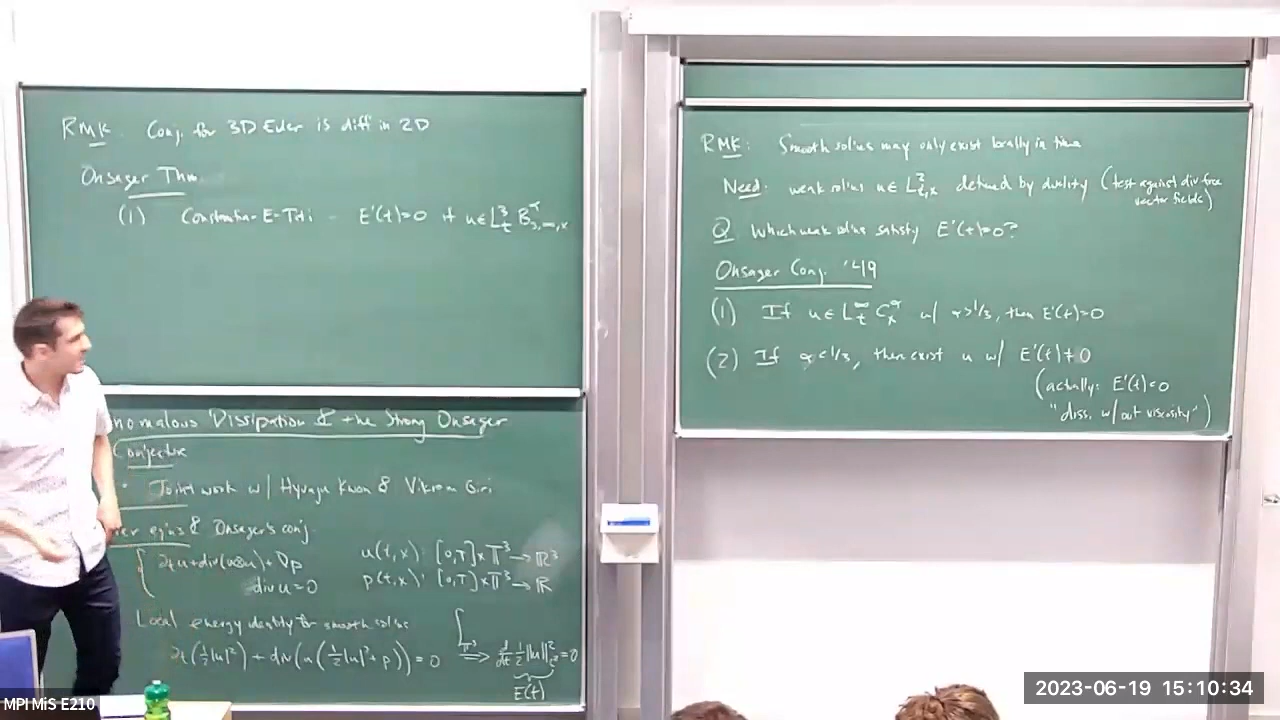 RMK. Conj. for 3D Euler is diff in 2D
Onsager Thm.
(1) Constantin-E-Titi - E'(t)=0 if u∈L³_t B^α_{3,∞,x}
nomalous Dissipation & the Strong Onsager
Conjecture
Joint work w/ Hyunju Kwon & Vikram Giri
er eq'ns & Onsager's conj.
∂_t u+div(u⊗u)+∇p
div u=0
u(t,x): [0,T]×𝕋³→ℝ³
p(t,x): [0,T]×𝕋³→ℝ
Local energy identity for smooth sol'ns
∂_t(½|u|²)+div(u(½|u|²+p))=0 ∫_{𝕋³} ⟹ d/dt ½‖u‖²_{L²}=0
E(t)
RMK: Smooth sol'ns may only exist locally in time
Need: weak sol'ns u∈L³_{t,x} defined by duality (test against div-free
vector fields)
Q Which weak sol'ns satisfy E'(t)=0?
Onsager Conj. '49
(1) If u∈L^∞_t C^α_x w/ α>1/3, then E'(t)=0
(2) If α<1/3, then exist u w/ E'(t)≠0
(actually: E'(t)<0
"diss. w/out viscosity")
MPI MiS E210
2023-06-19 15:10:34